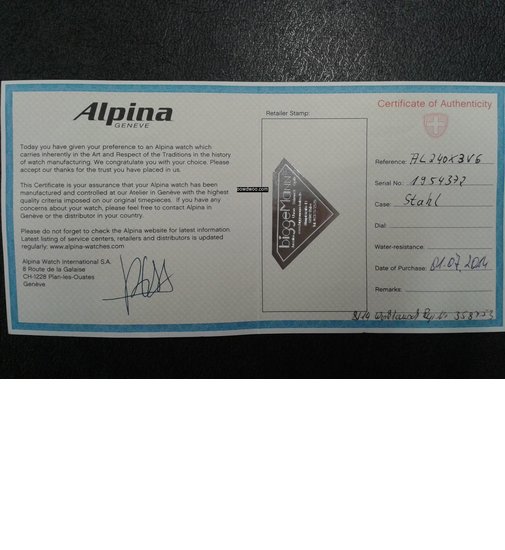 Alpina
GENÈVE
Today you have given your preference to an Alpina watch which
carries inherently in the Art and Respect of the Traditions in the history
of watch manufacturing. We congratulate you with your choice. Please
accept our thanks for the trust you have placed in us.
This Certificate is your assurance that your Alpina watch has been
manufactured and controlled at our Atelier in Genève with the highest
quality criteria imposed on our original timepieces. If you have any
concerns about your watch, please feel free to contact Alpina in
Genève or the distributor in your country.
Please do not forget to check the Alpina website for latest information
Latest listing of service centers, retailers and distributors is updated
regularly: www.alpina-watches.com
Alpina Watch International S.A.
8 Route de la Galaise
CH-1228 Plan-les-Ouates
Genève
Retailer Stamp:
powdwoo.com
biggeMANN
Certificate of Authenticity
Reference: AL240X3V6
Serial No: 1954372
Case: Stahl
Dial:
Water-resistance:
Date of Purchase: 01.07.2014
Remarks: